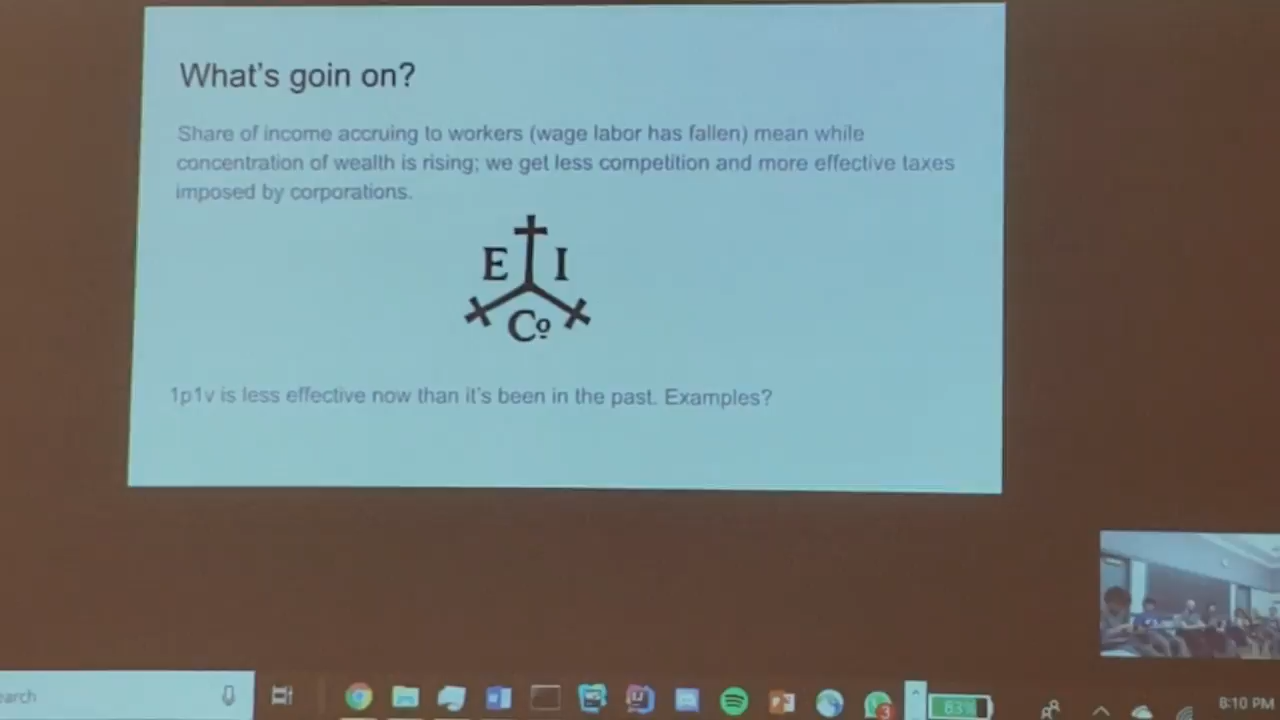 What's goin on?
Share of income accruing to workers (wage labor has fallen) mean while
concentration of wealth is rising; we get less competition and more effective taxes
imposed by corporations.
E I
Cº
1p1v is less effective now than it's been in the past. Examples?
earch
3
83%
8:10 PM